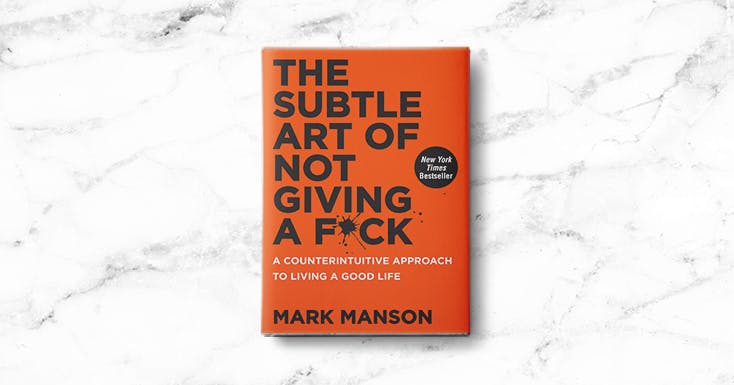 THE
SUBTLE
ART OF
NOT
GIVING
A F*CK
New York
Times
Bestseller
A COUNTERINTUITIVE APPROACH
TO LIVING A GOOD LIFE
MARK MANSON